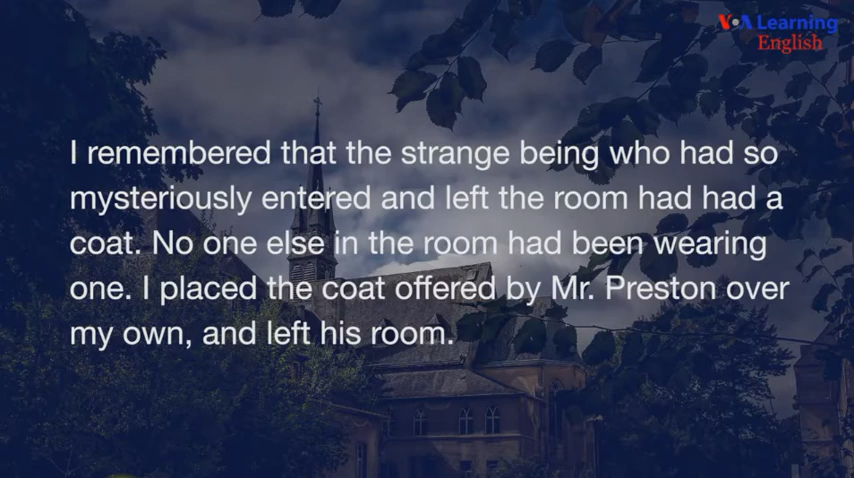 VOA Learning
English
I remembered that the strange being who had so
mysteriously entered and left the room had had a
coat. No one else in the room had been wearing
one. I placed the coat offered by Mr. Preston over
my own, and left his room.